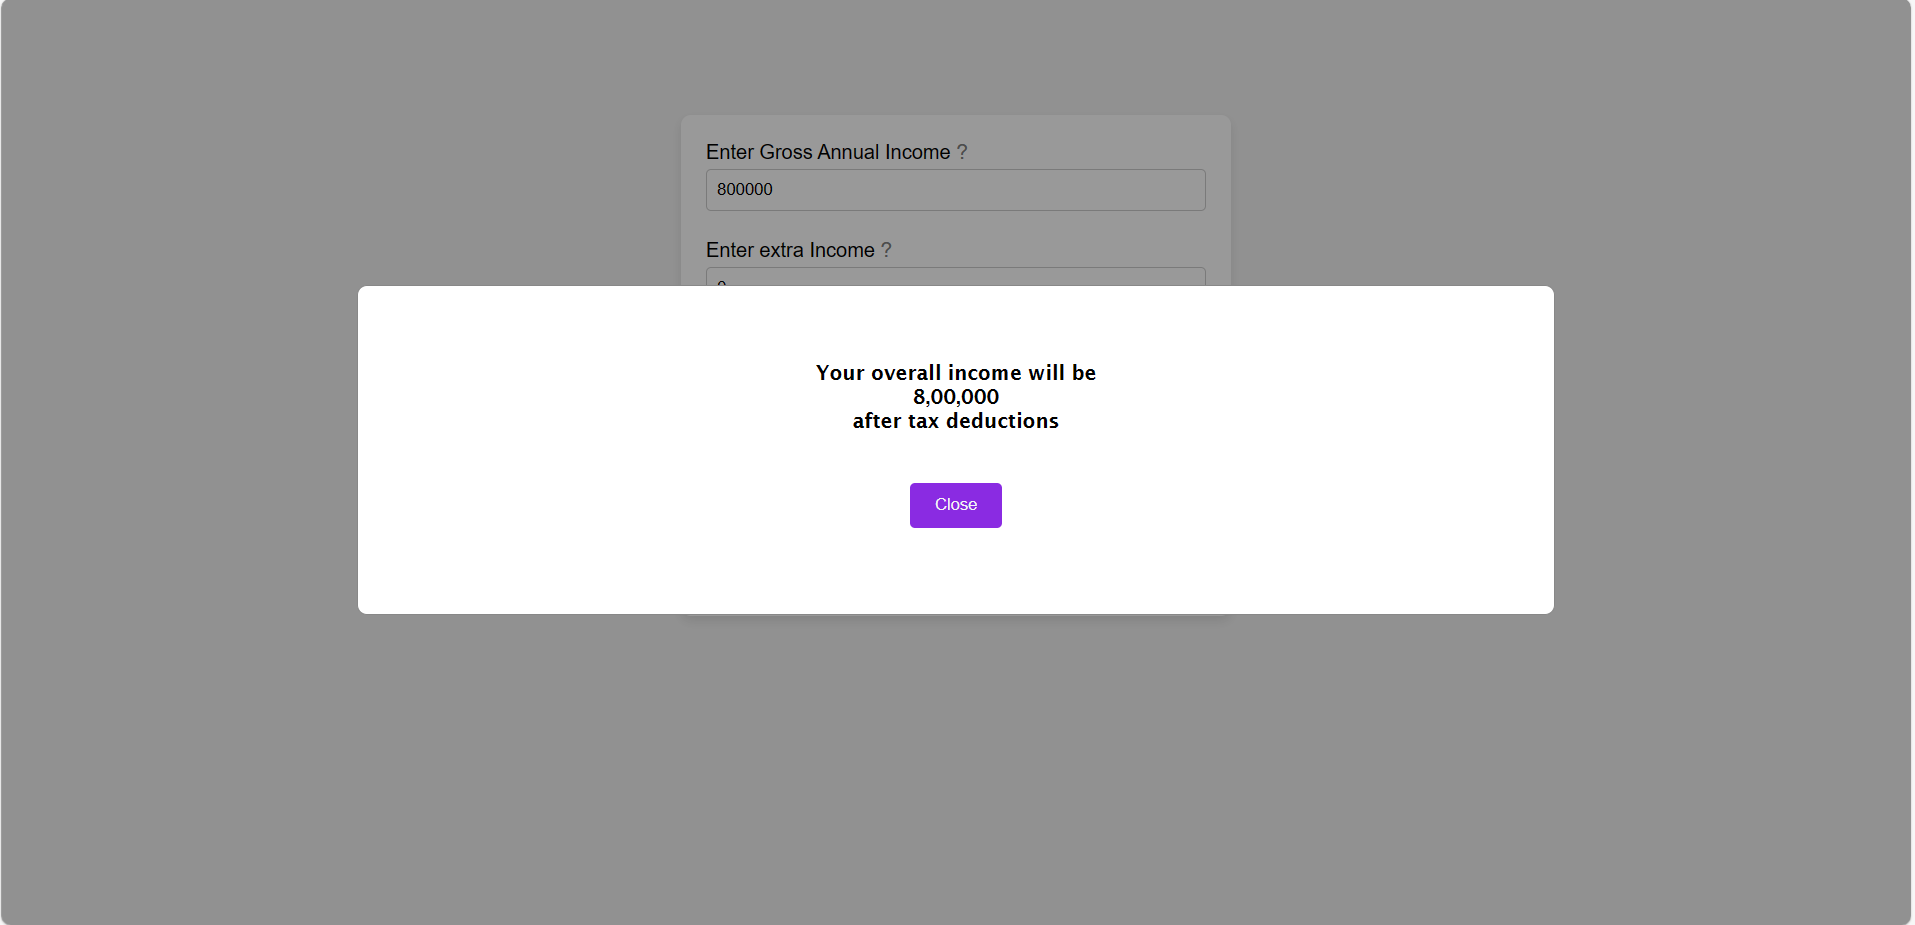 Enter Gross Annual Income ?
800000
Enter extra Income ?
Your overall income will be
8,00,000
after tax deductions
Close